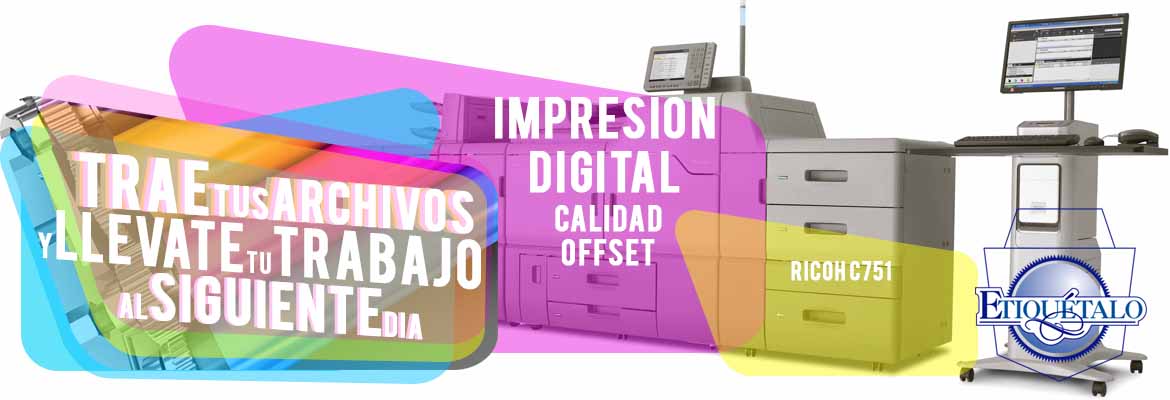 TRAE TUS ARCHIVOS
Y LLEVATE TU TRABAJO
AL SIGUIENTE DIA
IMPRESION
DIGITAL
CALIDAD
OFFSET
RICOH C751
ETIQUÉTALO